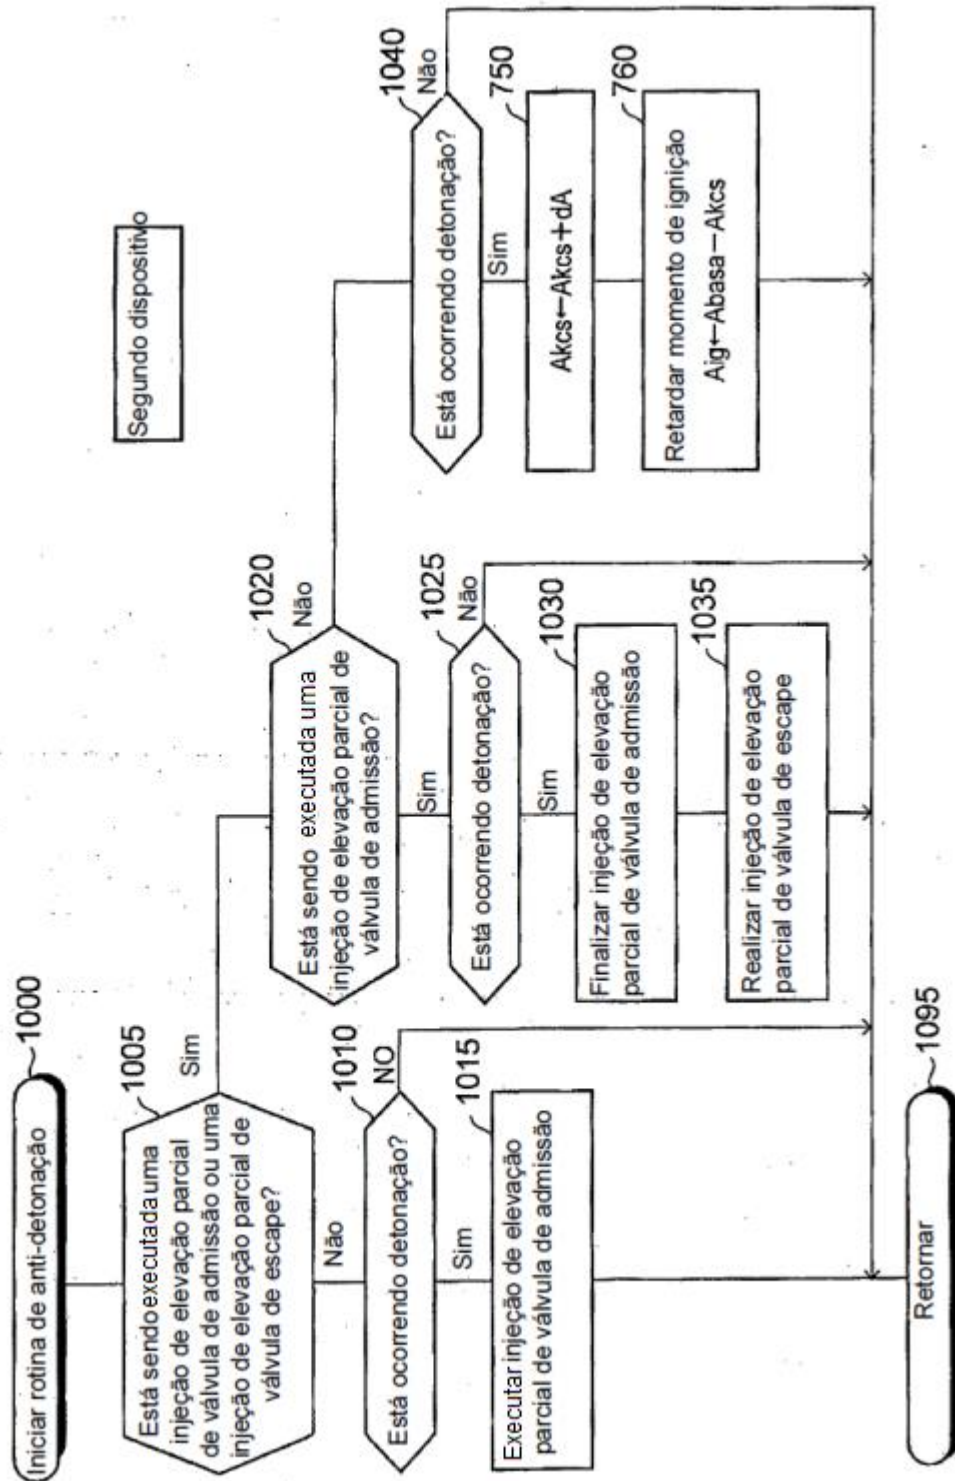 Segundo dispositivo
1000
Iniciar rotina de anti-detonação
1005
Está sendo executada uma
injeção de elevação parcial
de válvula de admissão ou uma
injeção de elevação parcial de
válvula de escape?
Sim
Não
1010
Está ocorrendo detonação?
NO
Sim
1015
Executar injeção de elevação
parcial de válvula de admissão
1020
Está sendo executada uma
injeção de elevação parcial de
válvula de admissão?
Não
Sim
1025
Está ocorrendo detonação?
Não
Sim
1030
Finalizar injeção de elevação
parcial de válvula de admissão
1035
Realizar injeção de elevação
parcial de válvula de escape
1040
Está ocorrendo detonação?
Não
Sim
750
Akcs←Akcs+dA
760
Retardar momento de ignição
Aig←Abasa−Akcs
1095
Retornar